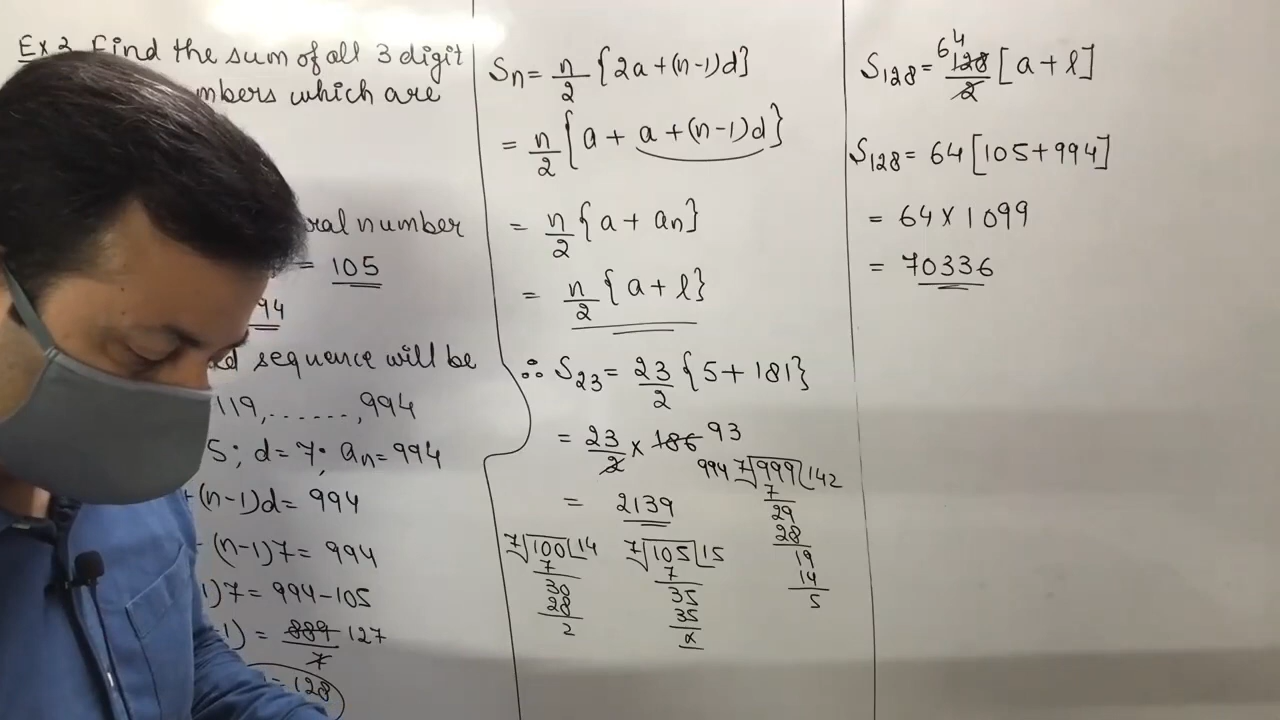 Ex 3. Find the sum of all 3 digit
mbers which are
ral number
= 105
94
sequence will be
119, ......, 994
5; d = 7; an = 994
(n-1)d = 994
(n-1)7 = 994
1)7 = 994-105
-1) = 889/7 127
= 128
Sn = n/2 {2a+(n-1)d}
= n/2 {a + a+(n-1)d}
= n/2 {a + an}
= n/2 {a + l}
∴ S23 = 23/2 {5+181}
= 23/2 × 186 93
= 2139
994 7 999 142
7
29
28
19
14
5
7 100 14
7
30
28
2
7 105 15
7
35
35
x
S128 = 64 128/2 [a+l]
S128 = 64 [105+994]
= 64 × 1099
= 70336